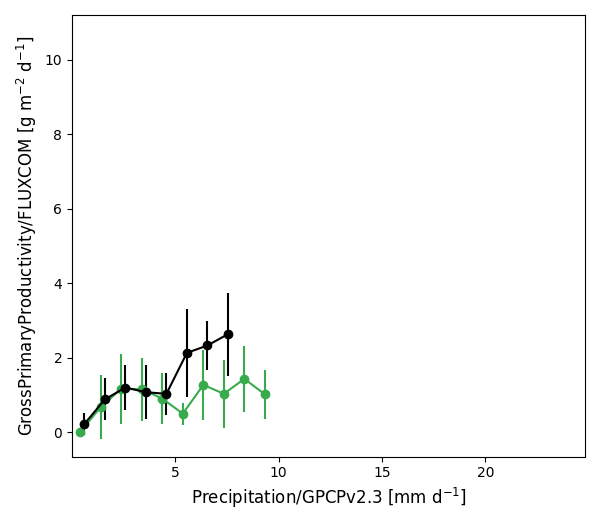 GrossPrimaryProductivity/FLUXCOM [g m⁻² d⁻¹]
10
8
6
4
2
0
5 10 15 20
Precipitation/GPCPv2.3 [mm d⁻¹]